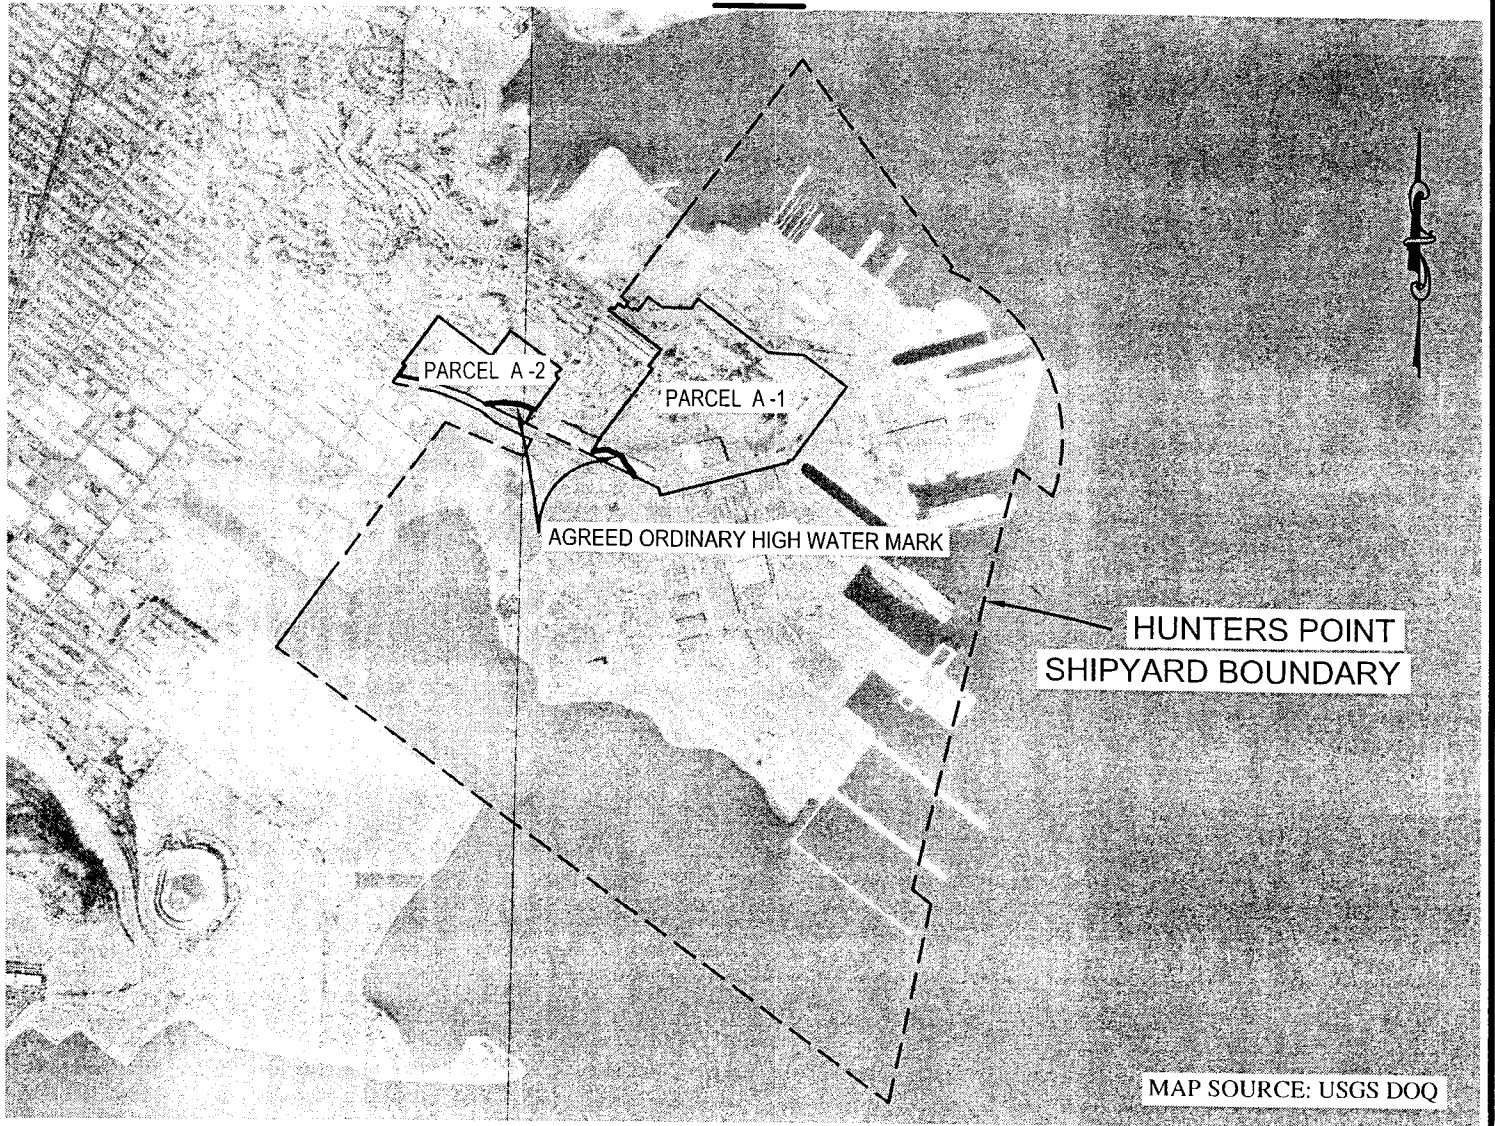 PARCEL A-2
PARCEL A-1
AGREED ORDINARY HIGH WATER MARK
HUNTERS POINT
SHIPYARD BOUNDARY
MAP SOURCE: USGS DOQ